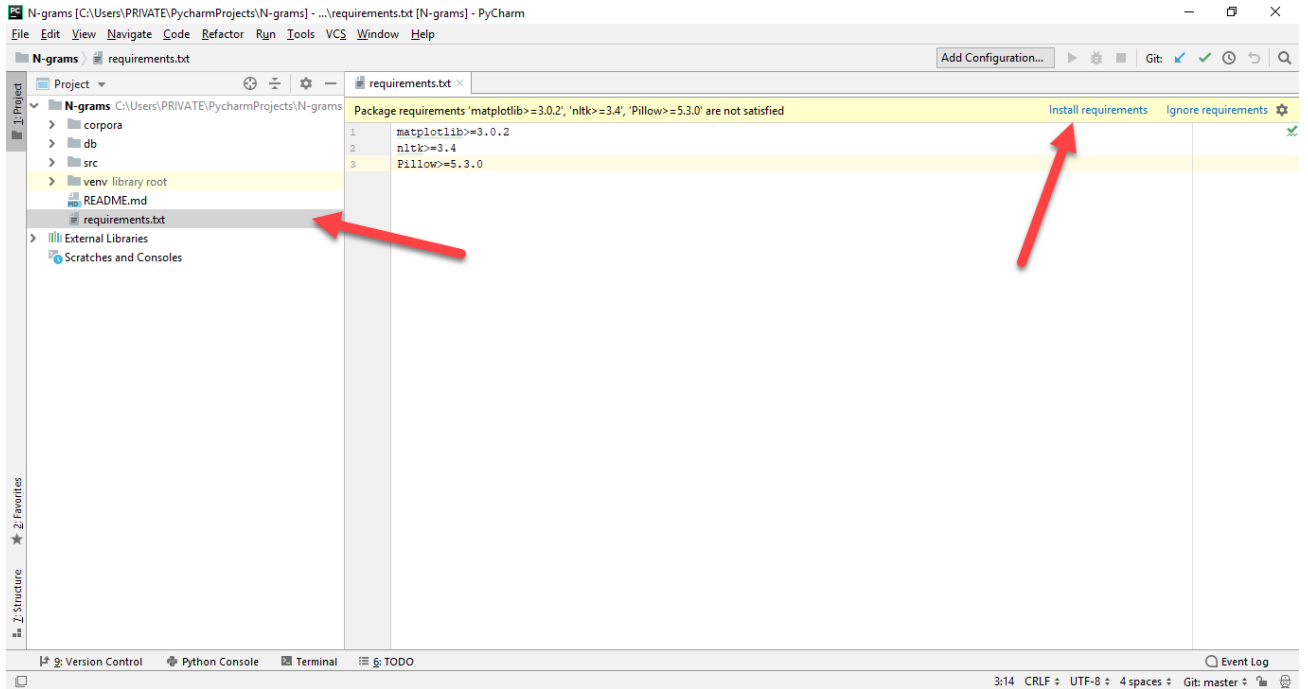 PC N-grams [C:\Users\PRIVATE\PycharmProjects\N-grams] - ...\requirements.txt [N-grams] - PyCharm
File Edit View Navigate Code Refactor Run Tools VCS Window Help
N-grams requirements.txt Add Configuration... Git:
1: Project
Project
requirements.txt
N-grams C:\Users\PRIVATE\PycharmProjects\N-grams
corpora
db
src
venv library root
MD README.md
requirements.txt
External Libraries
Scratches and Consoles
Package requirements 'matplotlib>=3.0.2', 'nltk>=3.4', 'Pillow>=5.3.0' are not satisfied Install requirements Ignore requirements
1 matplotlib>=3.0.2
2 nltk>=3.4
3 Pillow>=5.3.0
2: Favorites
7: Structure
9: Version Control Python Console Terminal 6: TODO Event Log
3:14 CRLF UTF-8 4 spaces Git: master